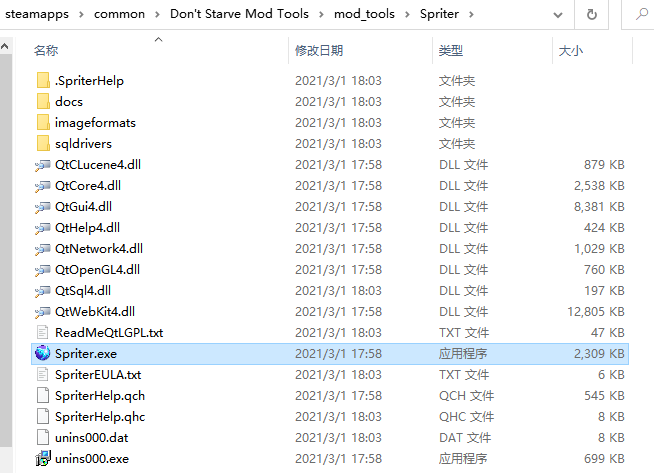 steamapps > common > Don't Starve Mod Tools > mod_tools > Spriter >
名称 修改日期 类型 大小
.SpriterHelp 2021/3/1 18:03 文件夹
docs 2021/3/1 18:03 文件夹
imageformats 2021/3/1 18:03 文件夹
sqldrivers 2021/3/1 18:03 文件夹
QtCLucene4.dll 2021/3/1 17:58 DLL 文件 879 KB
QtCore4.dll 2021/3/1 17:58 DLL 文件 2,538 KB
QtGui4.dll 2021/3/1 17:58 DLL 文件 8,381 KB
QtHelp4.dll 2021/3/1 17:58 DLL 文件 424 KB
QtNetwork4.dll 2021/3/1 17:58 DLL 文件 1,029 KB
QtOpenGL4.dll 2021/3/1 17:58 DLL 文件 760 KB
QtSql4.dll 2021/3/1 17:58 DLL 文件 197 KB
QtWebKit4.dll 2021/3/1 17:58 DLL 文件 12,805 KB
ReadMeQtLGPL.txt 2021/3/1 18:03 TXT 文件 47 KB
Spriter.exe 2021/3/1 17:58 应用程序 2,309 KB
SpriterEULA.txt 2021/3/1 18:03 TXT 文件 6 KB
SpriterHelp.qch 2021/3/1 17:58 QCH 文件 545 KB
SpriterHelp.qhc 2021/3/1 18:03 QHC 文件 8 KB
unins000.dat 2021/3/1 18:03 DAT 文件 8 KB
unins000.exe 2021/3/1 17:58 应用程序 699 KB